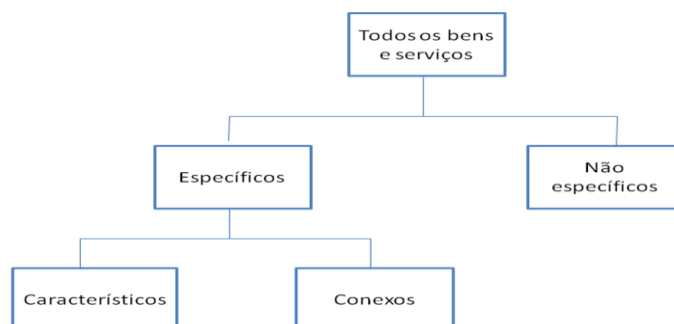 Todos os bens
e serviços
Específicos
Não
específicos
Característicos
Conexos